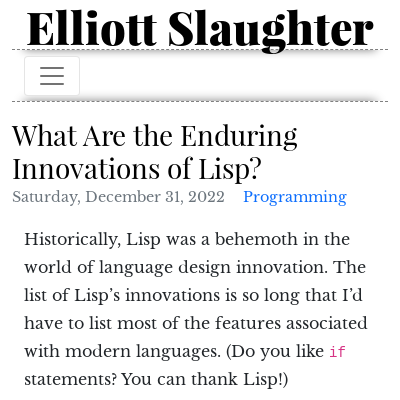 Elliott Slaughter
What Are the Enduring
Innovations of Lisp?
Saturday, December 31, 2022 Programming
Historically, Lisp was a behemoth in the
world of language design innovation. The
list of Lisp’s innovations is so long that I’d
have to list most of the features associated
with modern languages. (Do you like if
statements? You can thank Lisp!)